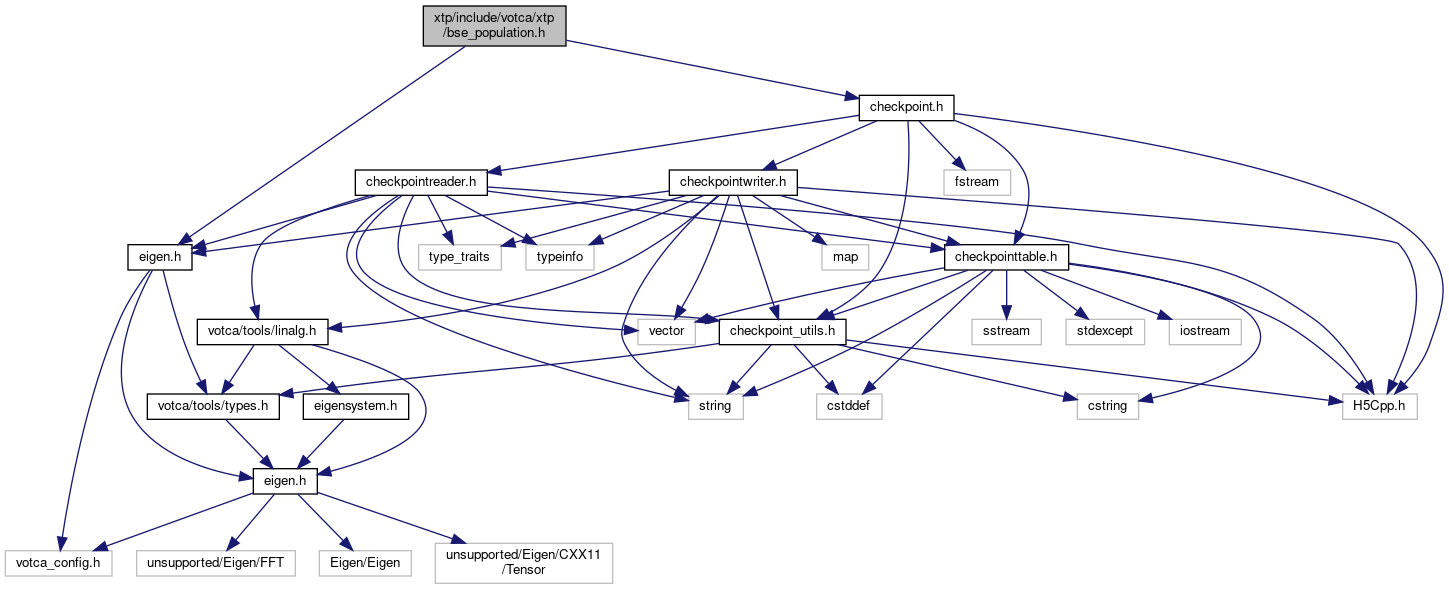 xtp/include/votca/xtp
/bse_population.h
checkpoint.h
checkpointreader.h
checkpointwriter.h
fstream
eigen.h
type_traits
typeinfo
map
checkpointtable.h
votca/tools/linalg.h
vector
checkpoint_utils.h
sstream
stdexcept
iostream
votca/tools/types.h
eigensystem.h
string
cstddef
cstring
H5Cpp.h
eigen.h
votca_config.h
unsupported/Eigen/FFT
Eigen/Eigen
unsupported/Eigen/CXX11
/Tensor